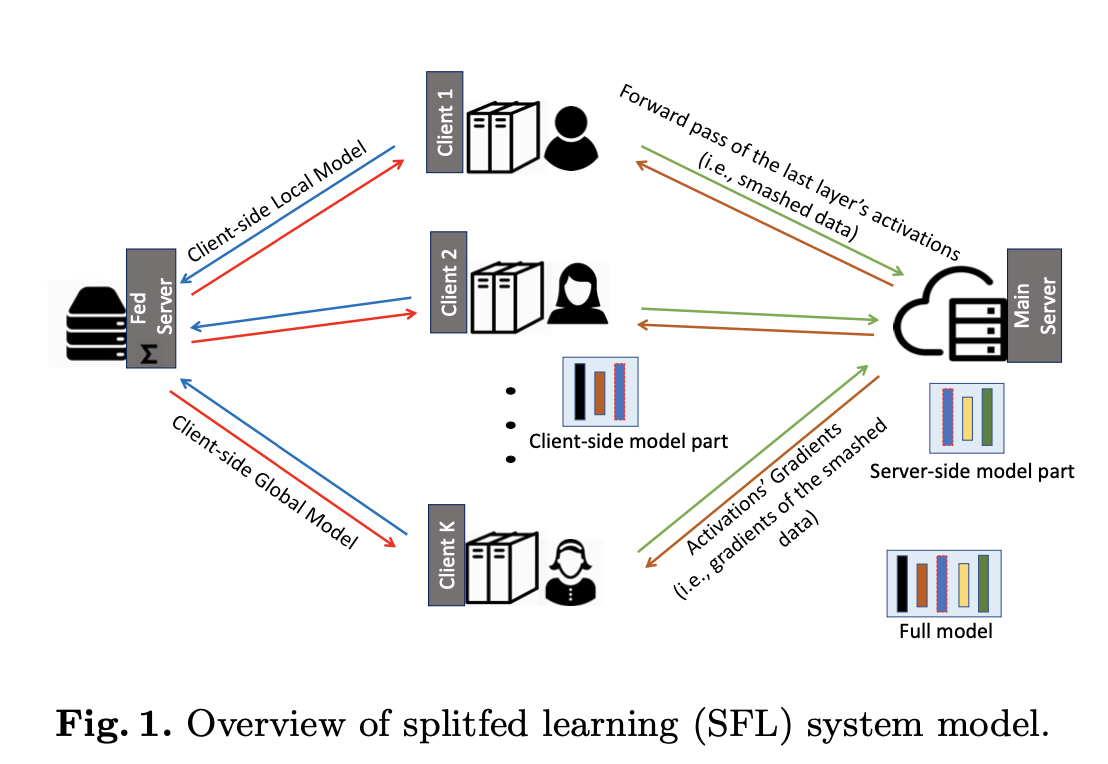 Client 1
Forward pass of the last layer's activations
(i.e., smashed data)
Client-side Local Model
Client 2
Fed
Server
Σ
Main
Server
Client-side model part
Server-side model part
Client-side Global Model
Activations' Gradients
(i.e., gradients of the smashed
data)
Client K
Full model
Fig. 1. Overview of splitfed learning (SFL) system model.